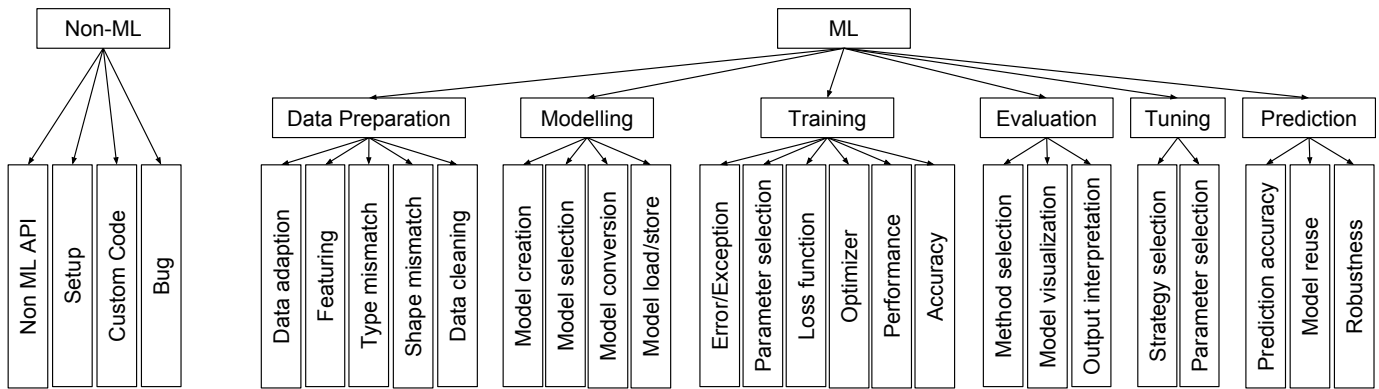 Non-ML
ML
Data Preparation
Modelling
Training
Evaluation
Tuning
Prediction
Non ML API
Setup
Custom Code
Bug
Data adaption
Featuring
Type mismatch
Shape mismatch
Data cleaning
Model creation
Model selection
Model conversion
Model load/store
Error/Exception
Parameter selection
Loss function
Optimizer
Performance
Accuracy
Method selection
Model visualization
Output interpretation
Strategy selection
Parameter selection
Prediction accuracy
Model reuse
Robustness